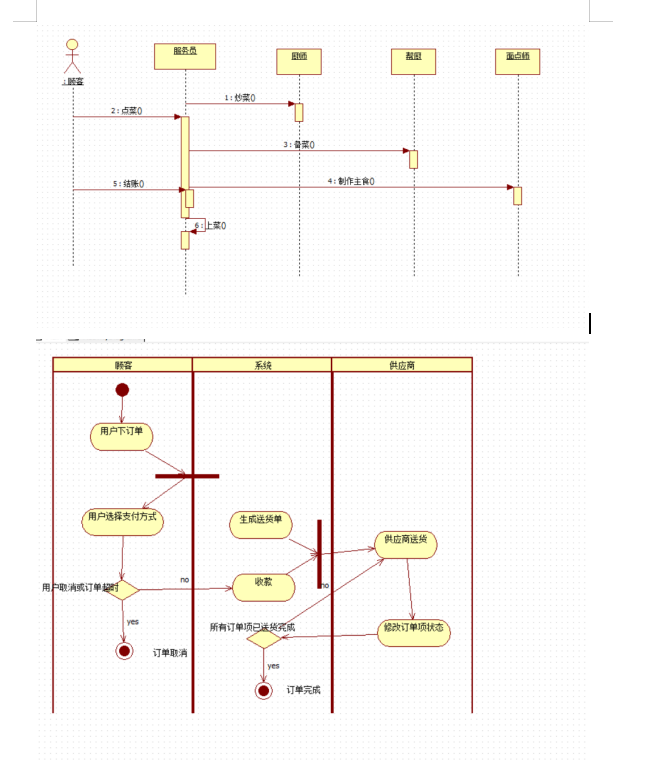 服务员
厨师
帮厨
面点师
:顾客
1 : 炒菜()
2 : 点菜()
3 : 备菜()
4 : 制作主食()
5 : 结账()
6 : 上菜()
顾客
系统
供应商
用户下订单
用户选择支付方式
生成送货单
供应商送货
收款
用户取消或订单超时
no
no
yes
所有订单项已送货完成
修改订单项状态
订单取消
yes
订单完成